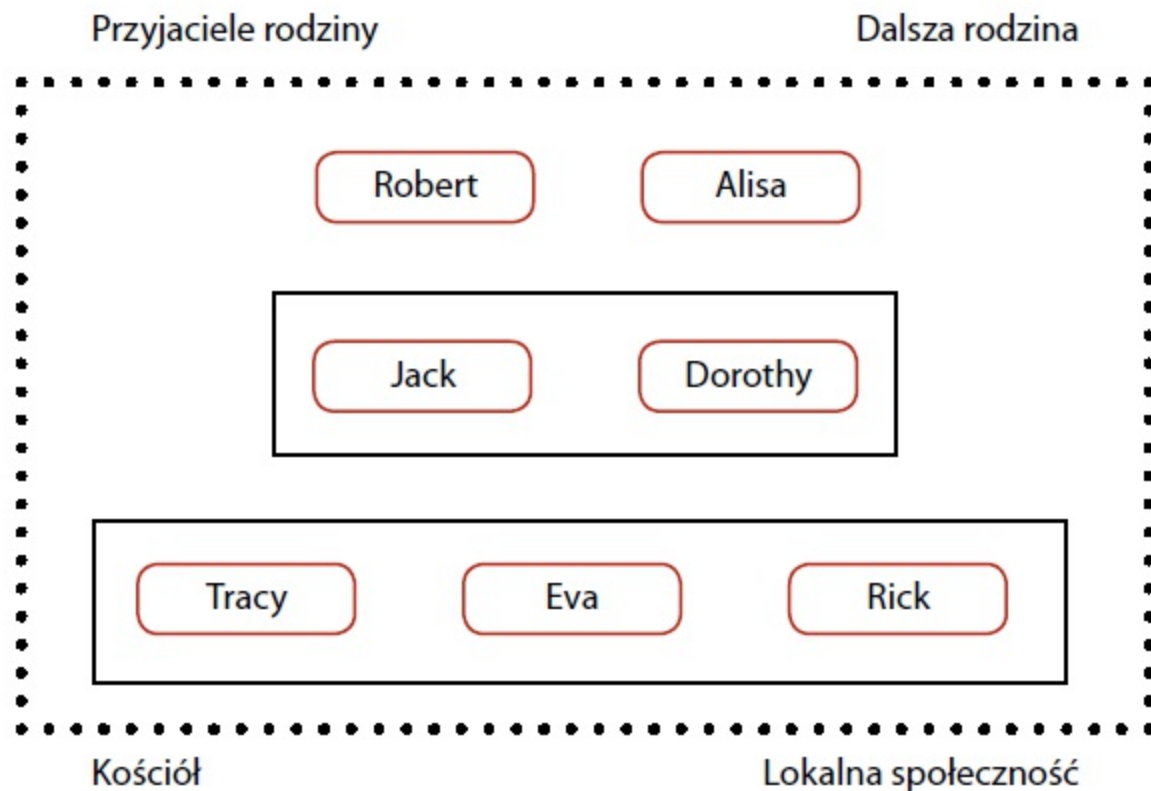 Przyjaciele rodziny Dalsza rodzina
Robert Alisa
Jack Dorothy
Tracy Eva Rick
Kościół Lokalna społeczność